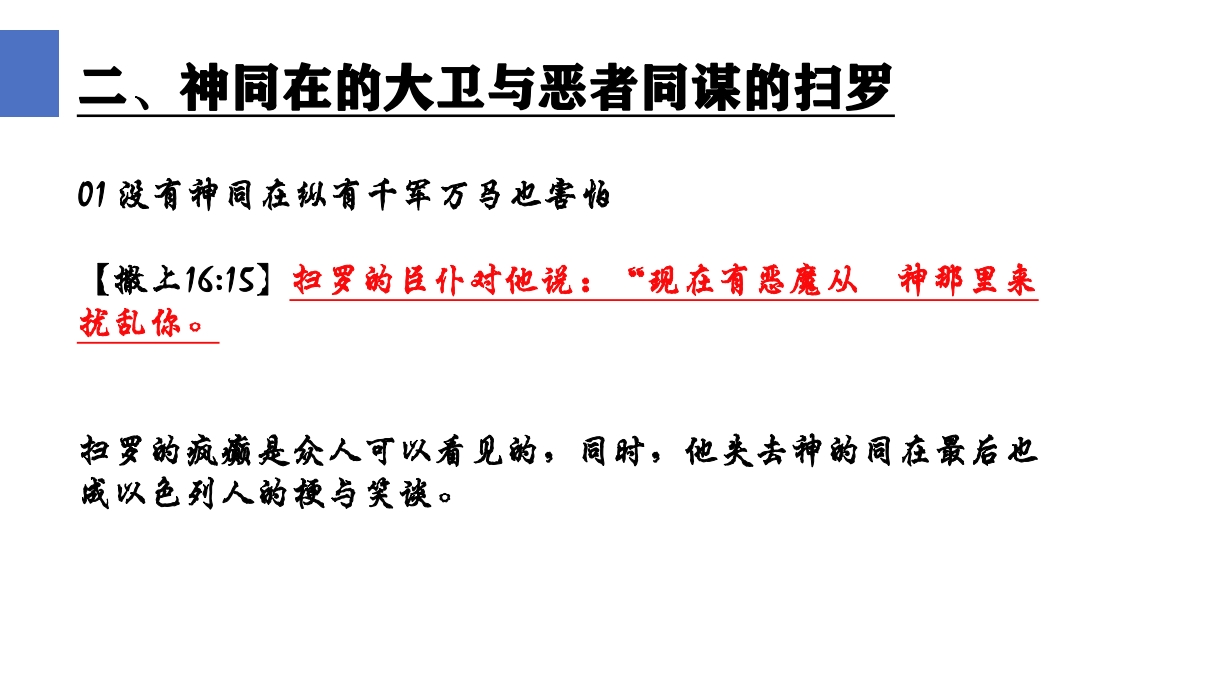 二、神同在的大卫与恶者同谋的扫罗
01 没有神同在纵有千军万马也害怕
【撒上16:15】扫罗的臣仆对他说：“现在有恶魔从　神那里来
扰乱你。
扫罗的疯癫是众人可以看见的，同时，他失去神的同在最后也
成以色列人的梗与笑谈。